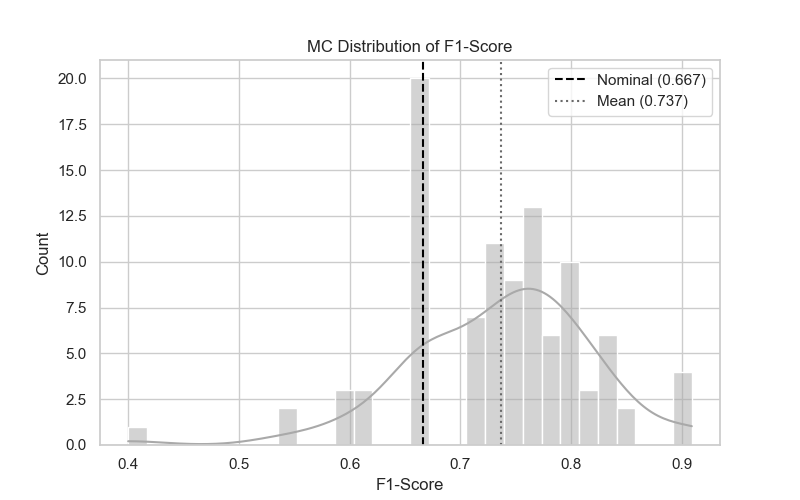 MC Distribution of F1-Score
Nominal (0.667)
Mean (0.737)
Count
20.0
17.5
15.0
12.5
10.0
7.5
5.0
2.5
0.0
0.4 0.5 0.6 0.7 0.8 0.9
F1-Score